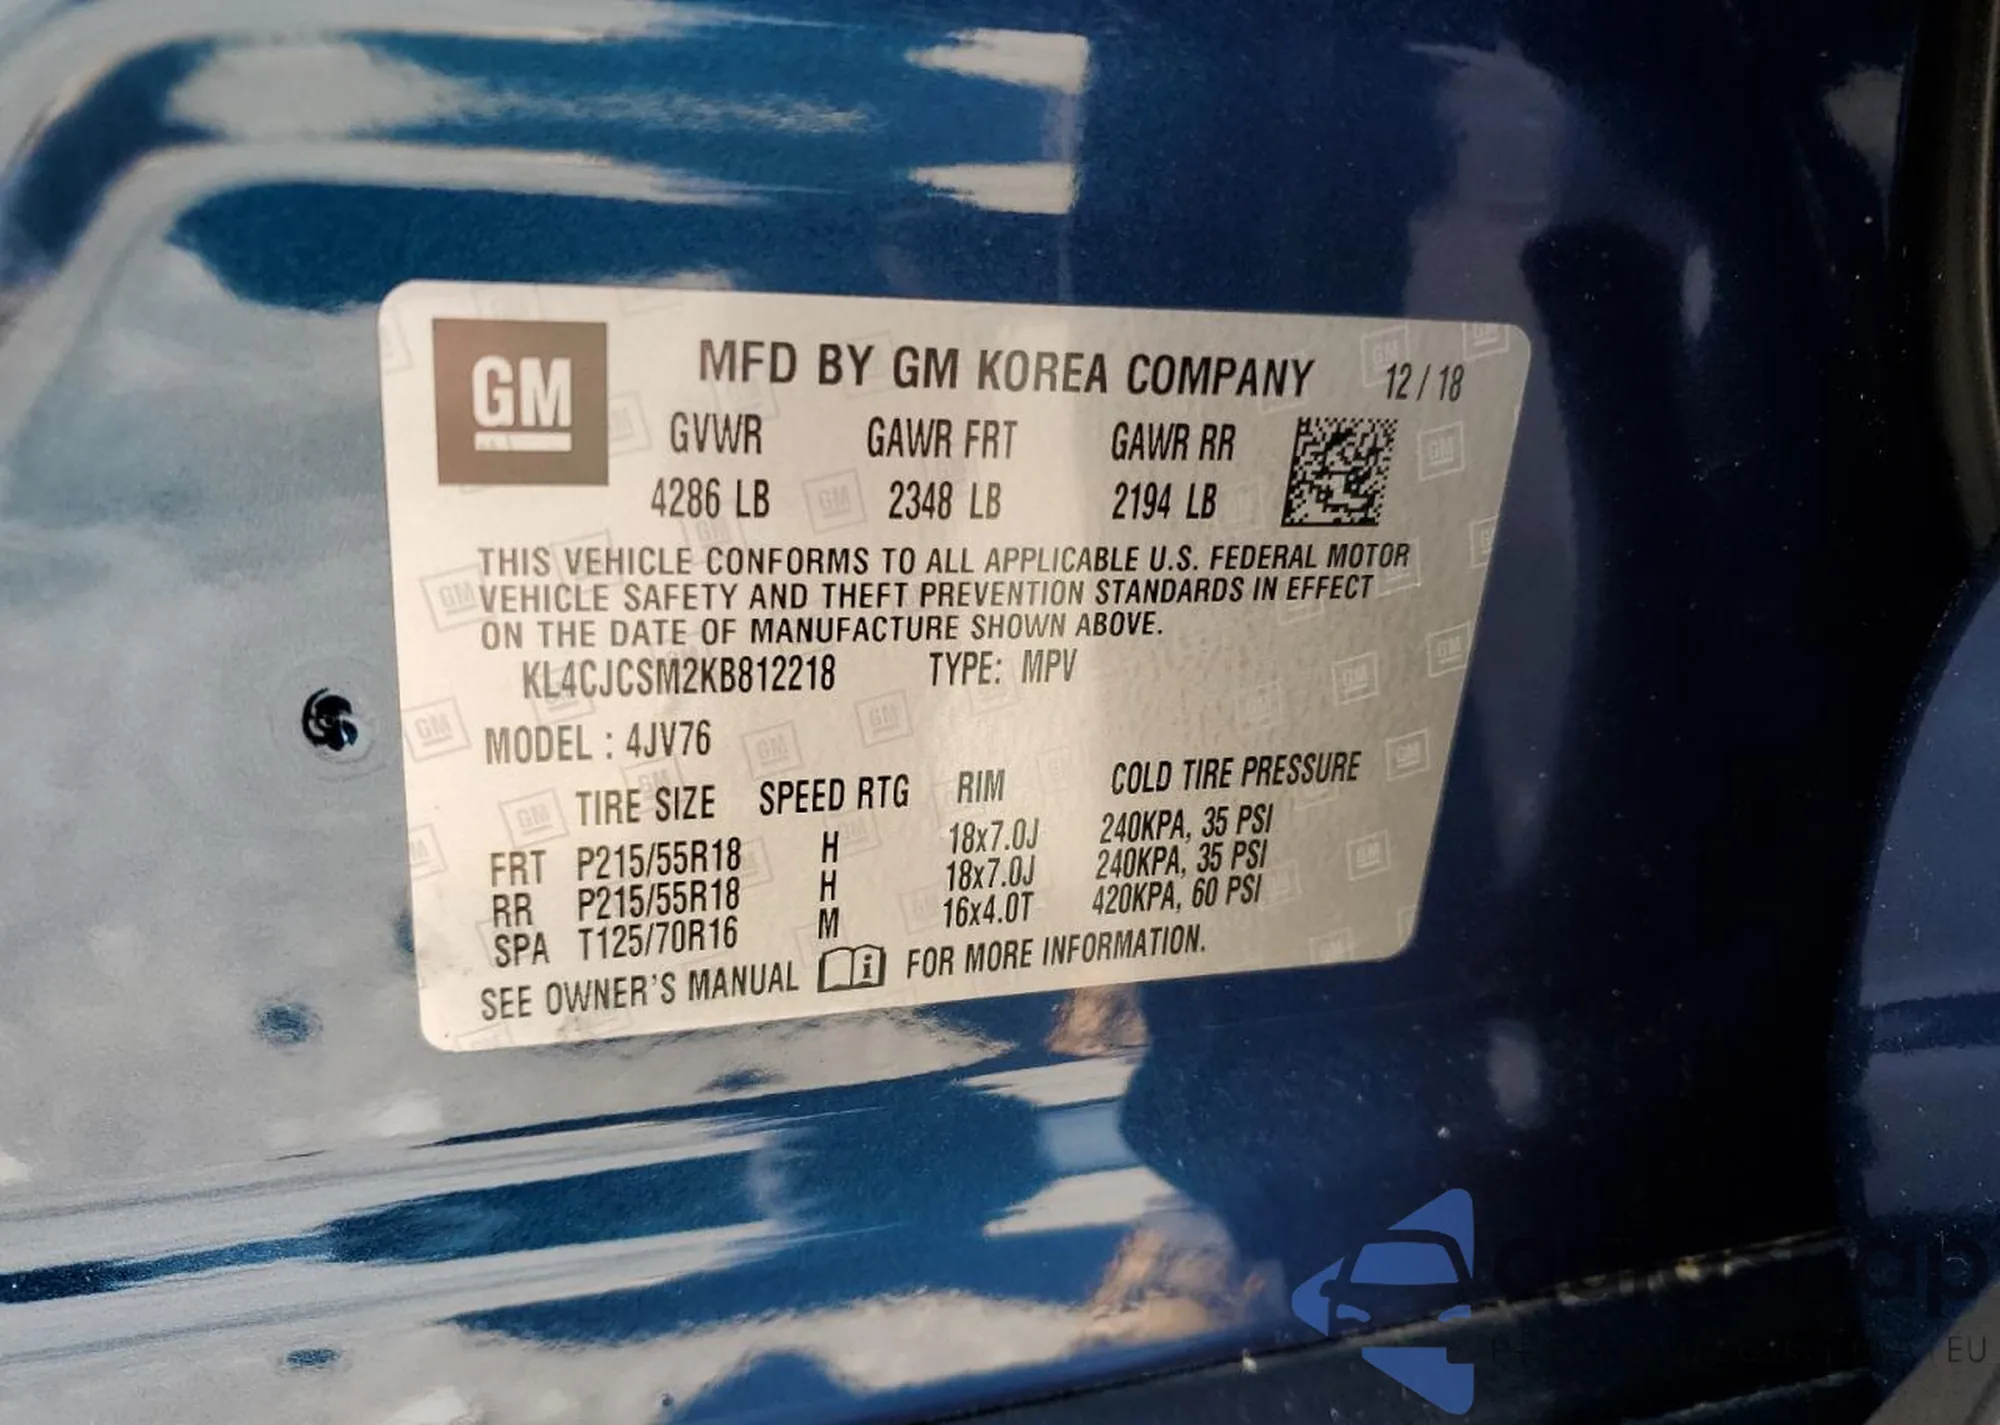 GM
MFD BY GM KOREA COMPANY 12/18
GVWR GAWR FRT GAWR RR
4286 LB 2348 LB 2194 LB
THIS VEHICLE CONFORMS TO ALL APPLICABLE U.S. FEDERAL MOTOR
VEHICLE SAFETY AND THEFT PREVENTION STANDARDS IN EFFECT
ON THE DATE OF MANUFACTURE SHOWN ABOVE.
KL4CJCSM2KB812218 TYPE: MPV
MODEL : 4JV76
TIRE SIZE SPEED RTG RIM COLD TIRE PRESSURE
FRT P215/55R18 H 18x7.0J 240KPA, 35 PSI
RR P215/55R18 H 18x7.0J 240KPA, 35 PSI
SPA T125/70R16 M 16x4.0T 420KPA, 60 PSI
SEE OWNER'S MANUAL FOR MORE INFORMATION.
EU